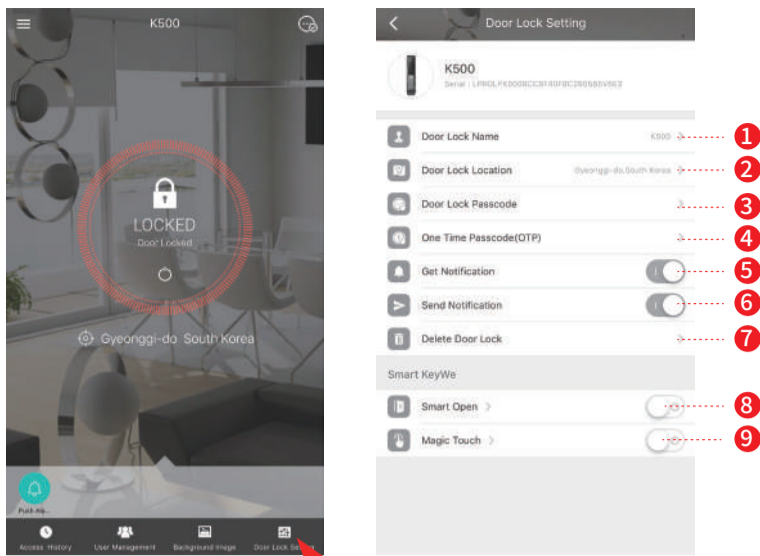 K500
LOCKED
Door Locked
Gyeonggi-do South Korea
Push Ala...
Access History
User Management
Background Image
Door Lock Setting
Door Lock Setting
K500
Door Lock Name
K500
1
Door Lock Location
Gyeonggi-do,South Korea
2
Door Lock Passcode
3
One Time Passcode(OTP)
4
Get Notification
5
Send Notification
6
Delete Door Lock
7
Smart KeyWe
Smart Open
8
Magic Touch
9